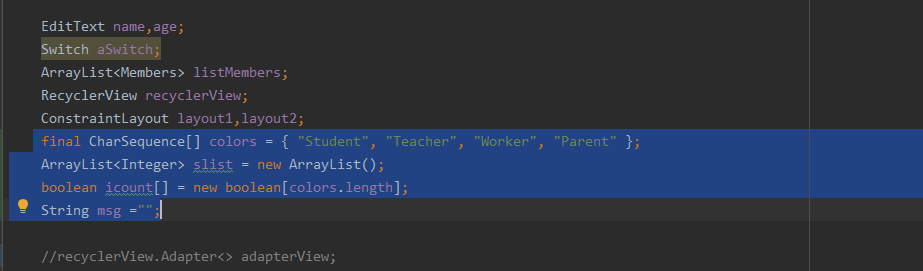 EditText name,age;
Switch aSwitch;
ArrayList<Members> listMembers;
RecyclerView recyclerView;
ConstraintLayout layout1,layout2;
final CharSequence[] colors = { "Student", "Teacher", "Worker", "Parent" };
ArrayList<Integer> slist = new ArrayList();
boolean icount[] = new boolean[colors.length];
String msg ="";
//recyclerView.Adapter<> adapterView;